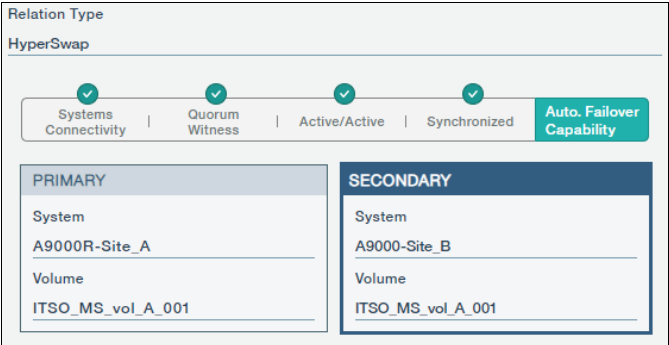 Relation Type
HyperSwap
Systems Connectivity | Quorum Witness | Active/Active | Synchronized Auto. Failover Capability
PRIMARY
System
A9000R-Site_A
Volume
ITSO_MS_vol_A_001
SECONDARY
System
A9000-Site_B
Volume
ITSO_MS_vol_A_001